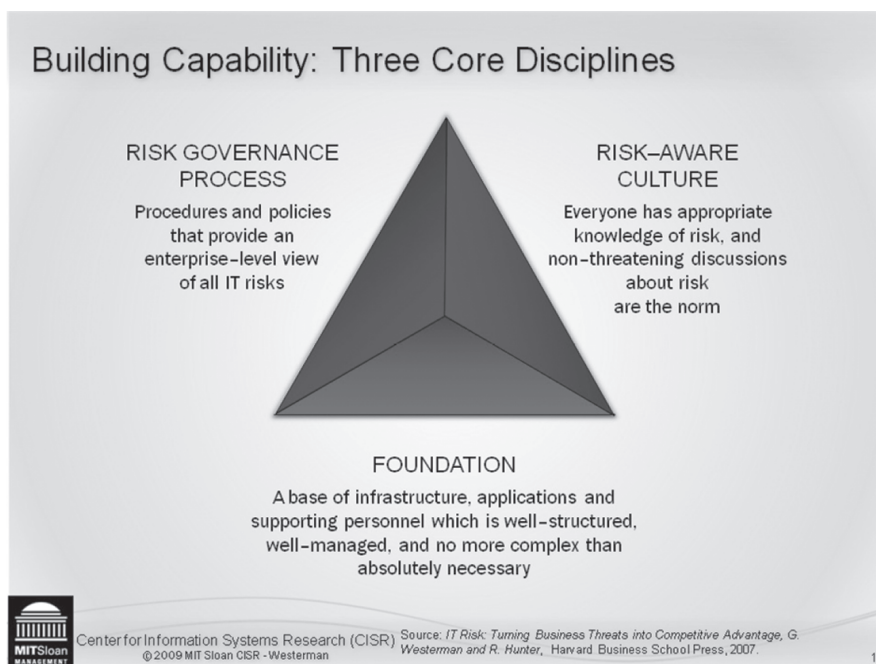 Building Capability: Three Core Disciplines
RISK GOVERNANCE
PROCESS
Procedures and policies
that provide an
enterprise-level view
of all IT risks
RISK–AWARE
CULTURE
Everyone has appropriate
knowledge of risk, and
non-threatening discussions
about risk
are the norm
FOUNDATION
A base of infrastructure, applications and
supporting personnel which is well-structured,
well-managed, and no more complex than
absolutely necessary
MITSloan
MANAGEMENT
Center for Information Systems Research (CISR)
© 2009 MIT Sloan CISR - Westerman
Source: IT Risk: Turning Business Threats into Competitive Advantage, G.
Westerman and R. Hunter, Harvard Business School Press, 2007.
1